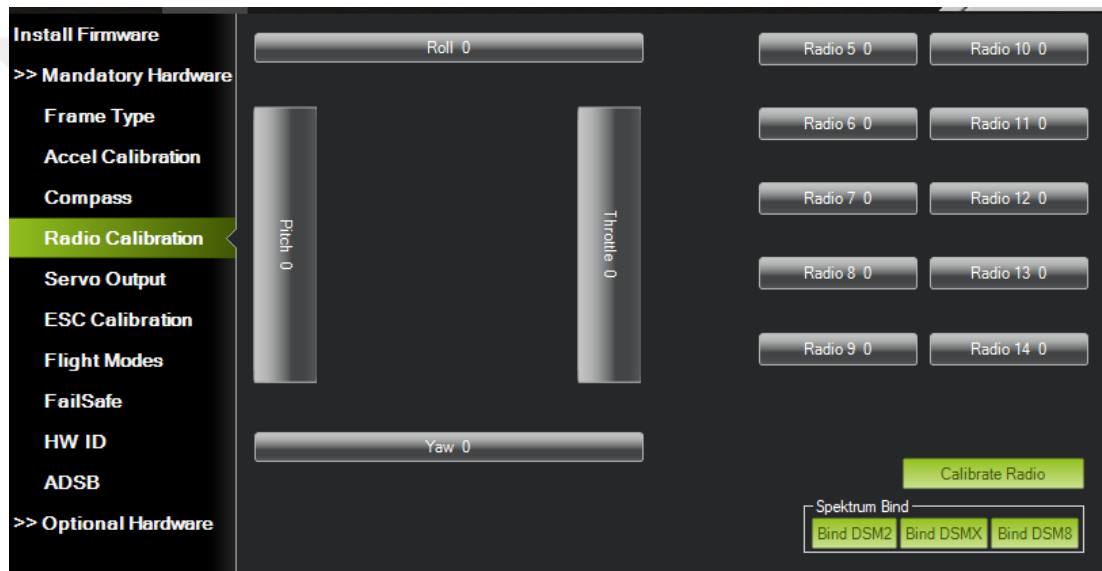 Install Firmware
>> Mandatory Hardware
Frame Type
Accel Calibration
Compass
Radio Calibration
Servo Output
ESC Calibration
Flight Modes
FailSafe
HW ID
ADSB
>> Optional Hardware
Roll 0
Pitch 0
Throttle 0
Yaw 0
Radio 5 0
Radio 10 0
Radio 6 0
Radio 11 0
Radio 7 0
Radio 12 0
Radio 8 0
Radio 13 0
Radio 9 0
Radio 14 0
Calibrate Radio
Spektrum Bind
Bind DSM2 Bind DSMX Bind DSM8